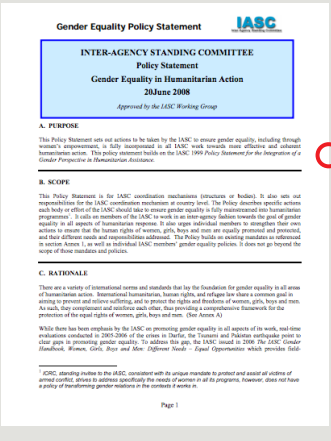 Gender Equality Policy Statement
IASC
Inter-Agency Standing Committee
INTER-AGENCY STANDING COMMITTEE
Policy Statement
Gender Equality in Humanitarian Action
20June 2008
Approved by the IASC Working Group
A. PURPOSE
This Policy Statement sets out actions to be taken by the IASC to ensure gender equality, including through
women's empowerment, is fully incorporated in all IASC work towards more effective and coherent
humanitarian action. This policy statement builds on the IASC 1999 Policy Statement for the Integration of a
Gender Perspective in Humanitarian Assistance.
B. SCOPE
This Policy Statement is for IASC coordination mechanisms (structures or bodies). It also sets out
responsibilities for the IASC coordination mechanism at country level. The Policy describes specific actions
each body or effort of the IASC should take to ensure gender equality is fully mainstreamed into humanitarian
programmes¹. It calls on members of the IASC to work in an inter-agency fashion towards the goal of gender
equality in all aspects of humanitarian response. It also urges individual members to strengthen their own
actions to ensure that the human rights of women, girls, boys and men are equally promoted and protected,
and their different needs and responsibilities addressed. The Policy builds on existing mandates as referenced
in section Annex 1, as well as individual IASC members' gender equality policies. It does not go beyond the
scope of those mandates and policies.
C. RATIONALE
There are a variety of international norms and standards that lay the foundation for gender equality in all areas
of humanitarian action. International humanitarian, human rights, and refugee law share a common goal in
aiming to prevent and relieve suffering, and to protect the rights and freedoms of women, girls, boys and men.
As such, they complement and reinforce each other, thus providing a comprehensive framework for the
protection of the equal rights of women, girls, boys and men. (See Annex A)
While there has been emphasis by the IASC on promoting gender equality in all aspects of its work, real-time
evaluations conducted in 2005-2006 of the crises in Darfur, the Tsunami and Pakistan earthquake point to
clear gaps in promoting gender equality. To address this gap, the IASC issued in 2006 The IASC Gender
Handbook, Women, Girls, Boys and Men: Different Needs – Equal Opportunities which provides field-
¹ ICRC, standing invitee to the IASC, consistent with its unique mandate to protect and assist all victims of
armed conflict, strives to address specifically the needs of women in all its programs, however, does not have
a policy of transforming gender relations in the contexts it works in.
Page 1